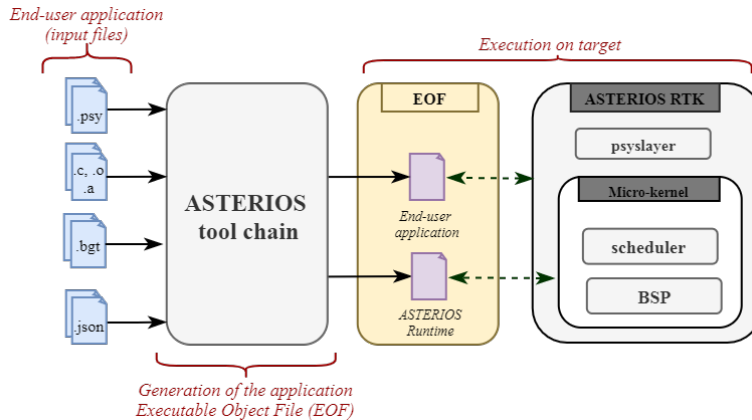 End-user application
(input files)
Execution on target
.psy
.c, .o
.a
.bgt
.json
ASTERIOS
tool chain
EOF
End-user
application
ASTERIOS
Runtime
ASTERIOS RTK
psyslayer
Micro-kernel
scheduler
BSP
Generation of the application
Executable Object File (EOF)